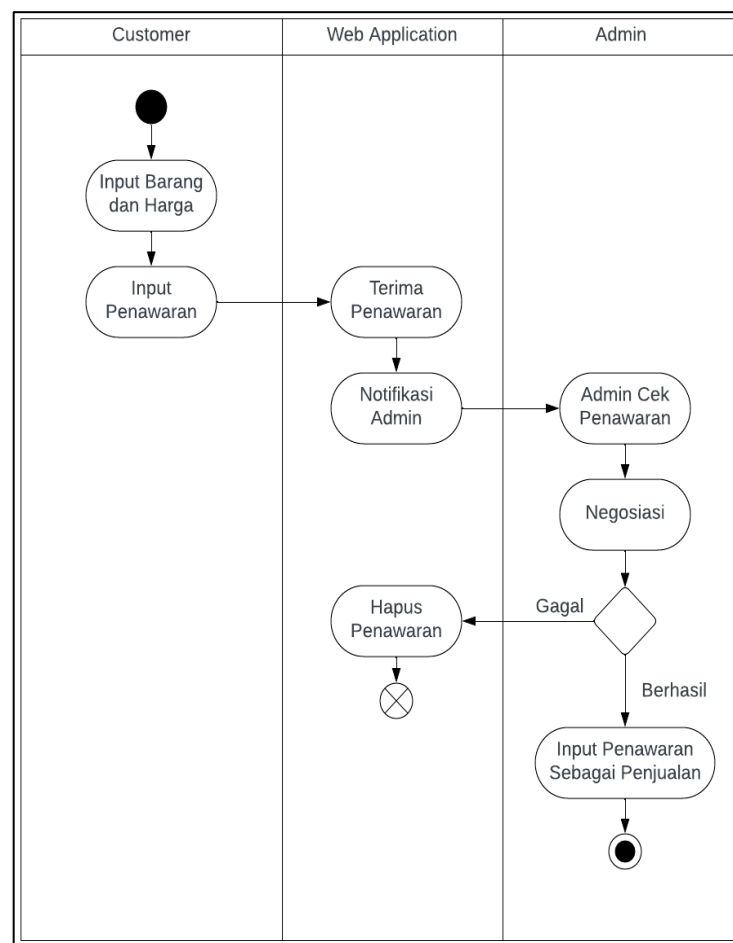 Customer
Web Application
Admin
Input Barang
dan Harga
Input
Penawaran
Terima
Penawaran
Notifikasi
Admin
Admin Cek
Penawaran
Negosiasi
Gagal
Hapus
Penawaran
Berhasil
Input Penawaran
Sebagai Penjualan